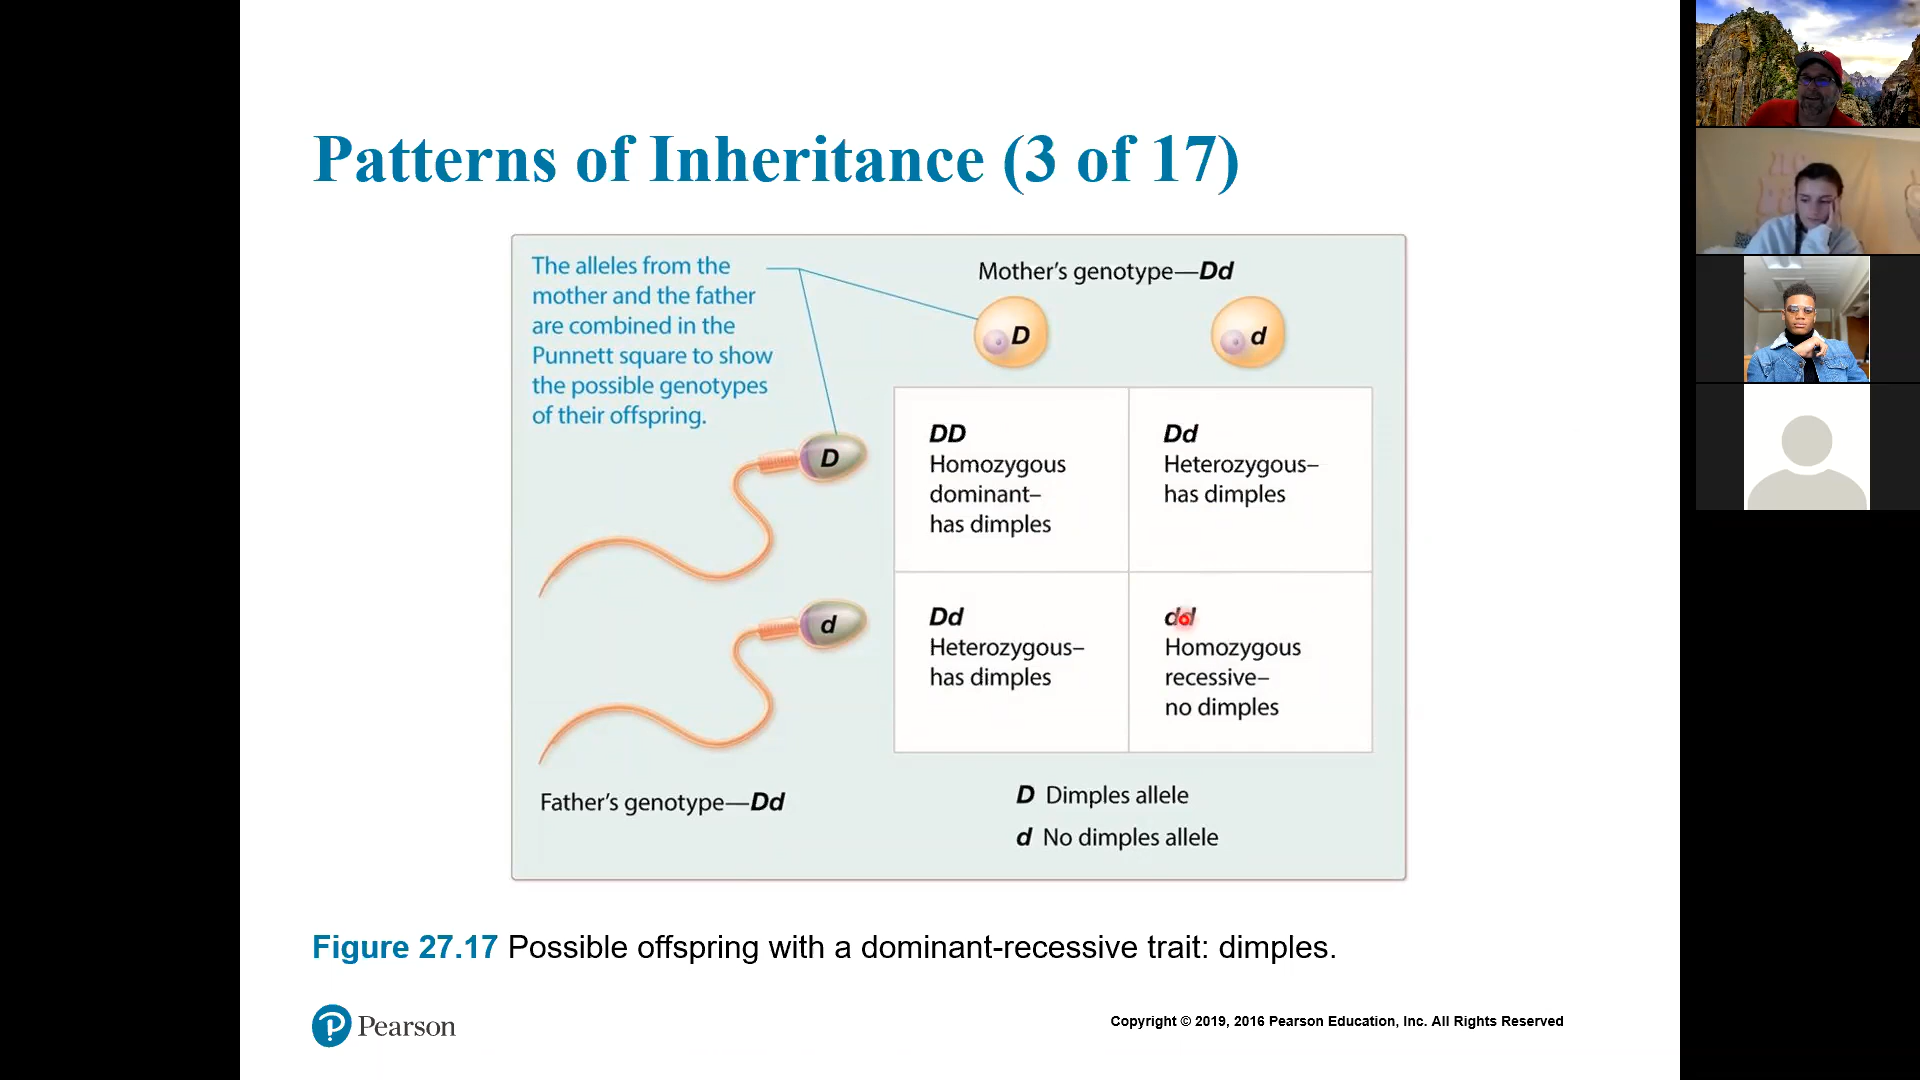 Patterns of Inheritance (3 of 17)
The alleles from the
mother and the father
are combined in the
Punnett square to show
the possible genotypes
of their offspring.
Mother's genotype—Dd
D
d
D
d
DD
Homozygous
dominant–
has dimples
Dd
Heterozygous–
has dimples
Dd
Heterozygous–
has dimples
dd
Homozygous
recessive–
no dimples
Father's genotype—Dd
D Dimples allele
d No dimples allele
Figure 27.17 Possible offspring with a dominant-recessive trait: dimples.
Pearson
Copyright © 2019, 2016 Pearson Education, Inc. All Rights Reserved